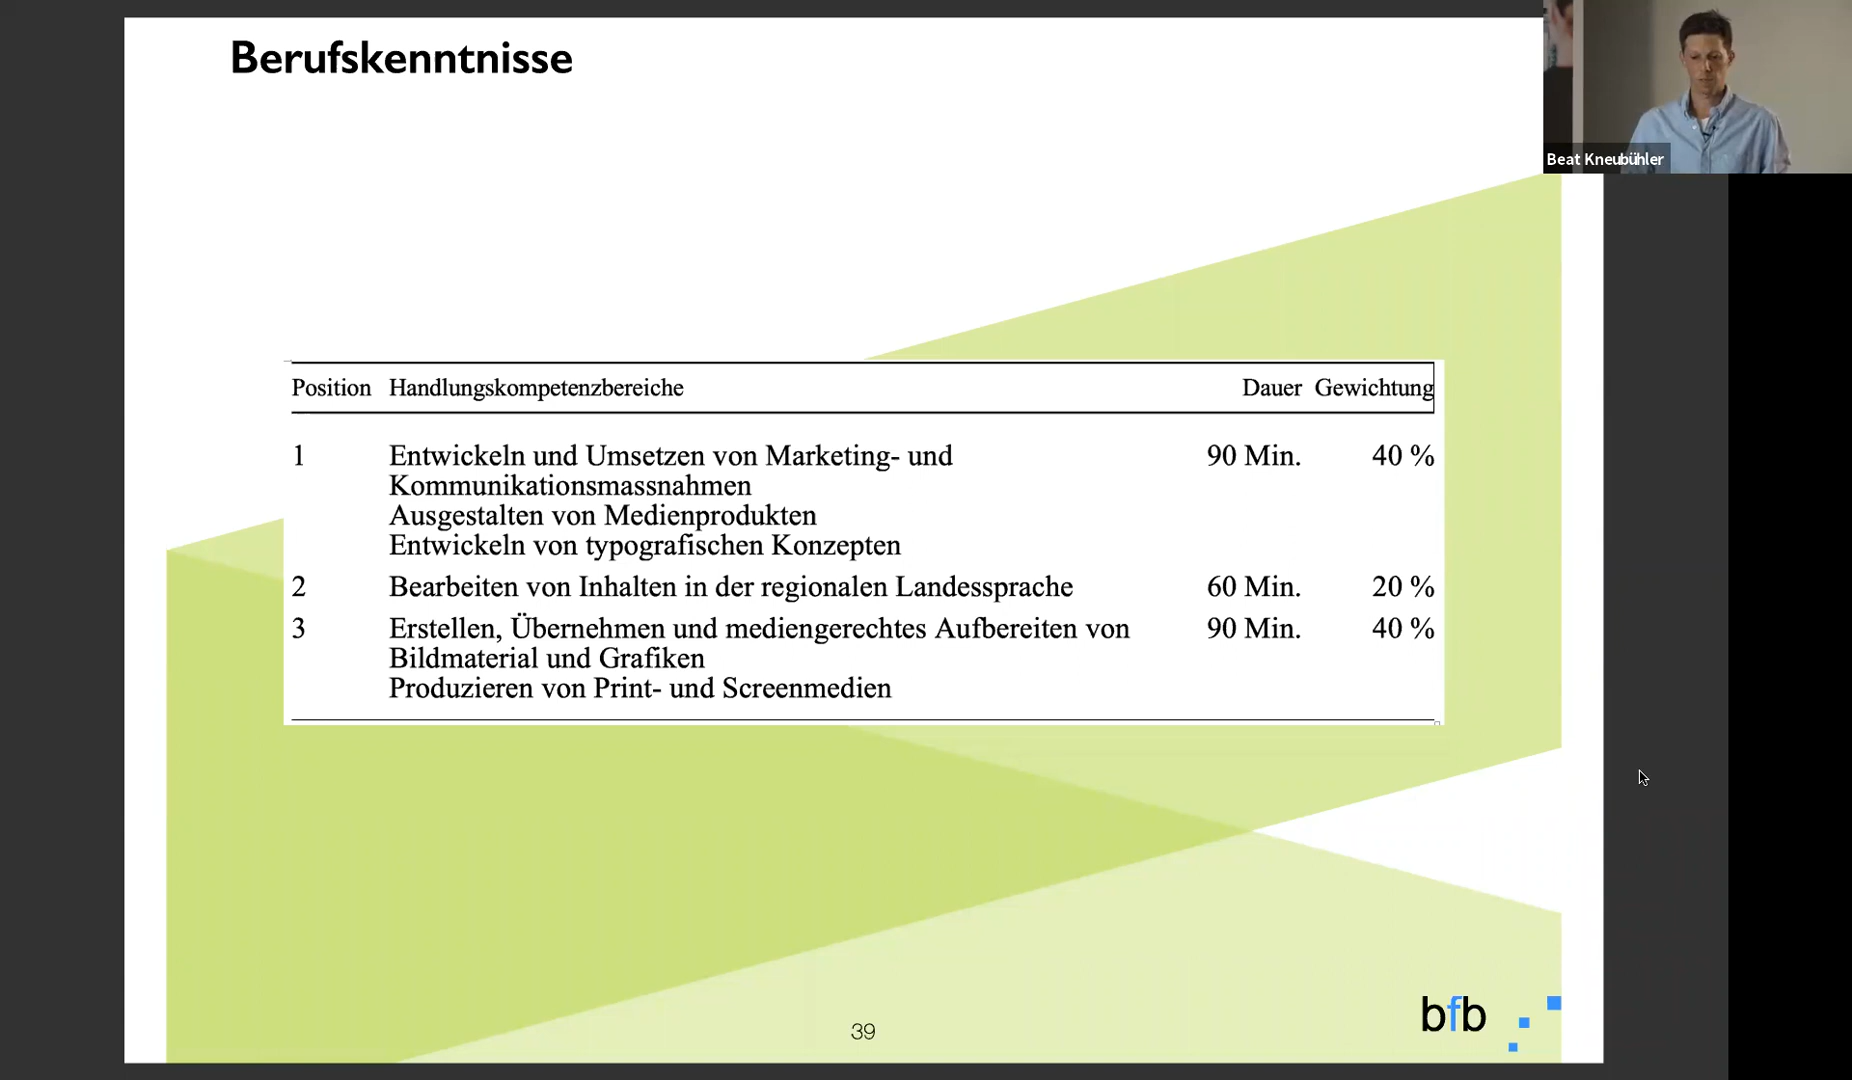 Berufskenntnisse
Beat Kneubühler
Position Handlungskompetenzbereiche Dauer Gewichtung
1 Entwickeln und Umsetzen von Marketing- und 90 Min. 40 %
Kommunikationsmassnahmen
Ausgestalten von Medienprodukten
Entwickeln von typografischen Konzepten
2 Bearbeiten von Inhalten in der regionalen Landessprache 60 Min. 20 %
3 Erstellen, Übernehmen und mediengerechtes Aufbereiten von 90 Min. 40 %
Bildmaterial und Grafiken
Produzieren von Print- und Screenmedien
39
bfb